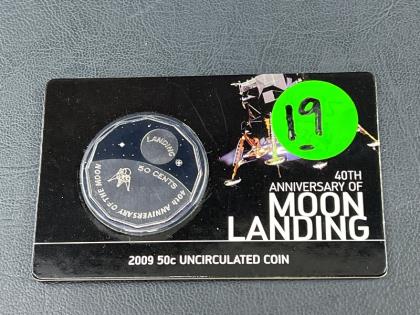 19
40TH
ANNIVERSARY OF
MOON
LANDING
LANDING
50 CENTS
40th ANNIVERSARY OF THE MOON
2009 50c UNCIRCULATED COIN